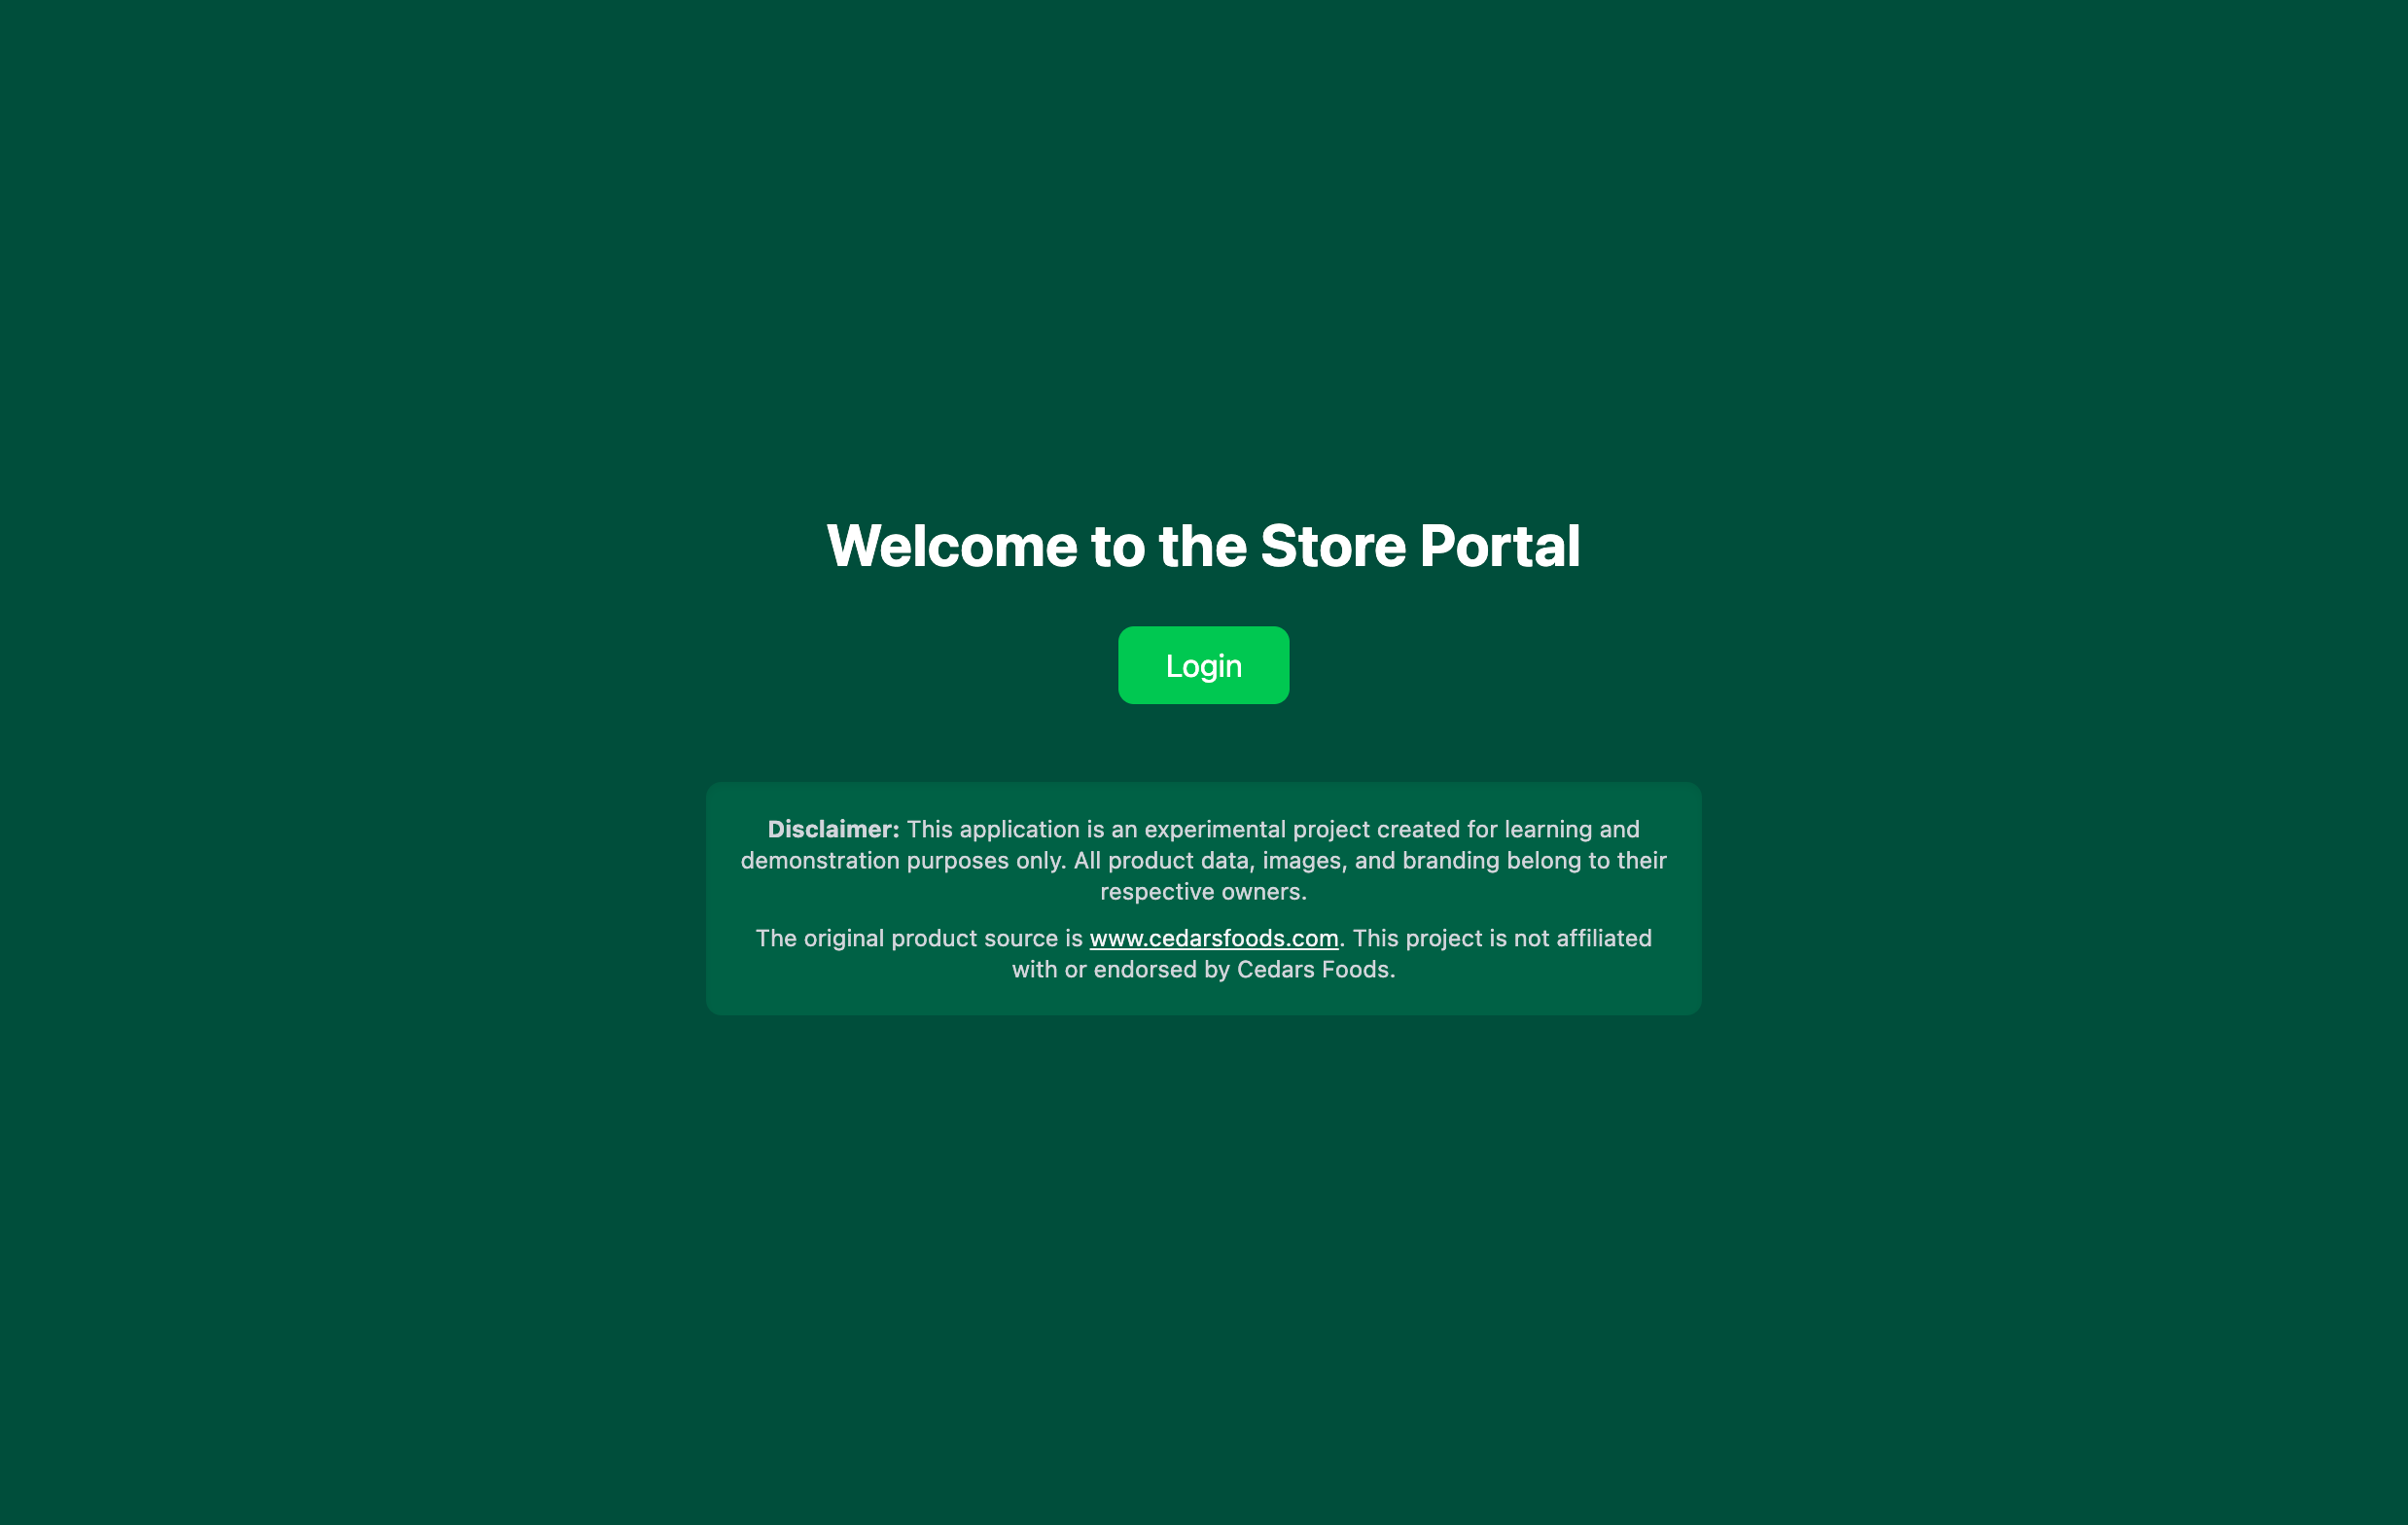 Welcome to the Store Portal
Login
Disclaimer: This application is an experimental project created for learning and
demonstration purposes only. All product data, images, and branding belong to their
respective owners.
The original product source is www.cedarsfoods.com. This project is not affiliated
with or endorsed by Cedars Foods.